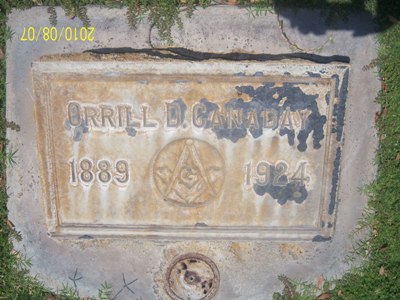 2010/08/07
ORRILL D. CANADAY
1889 G 1924